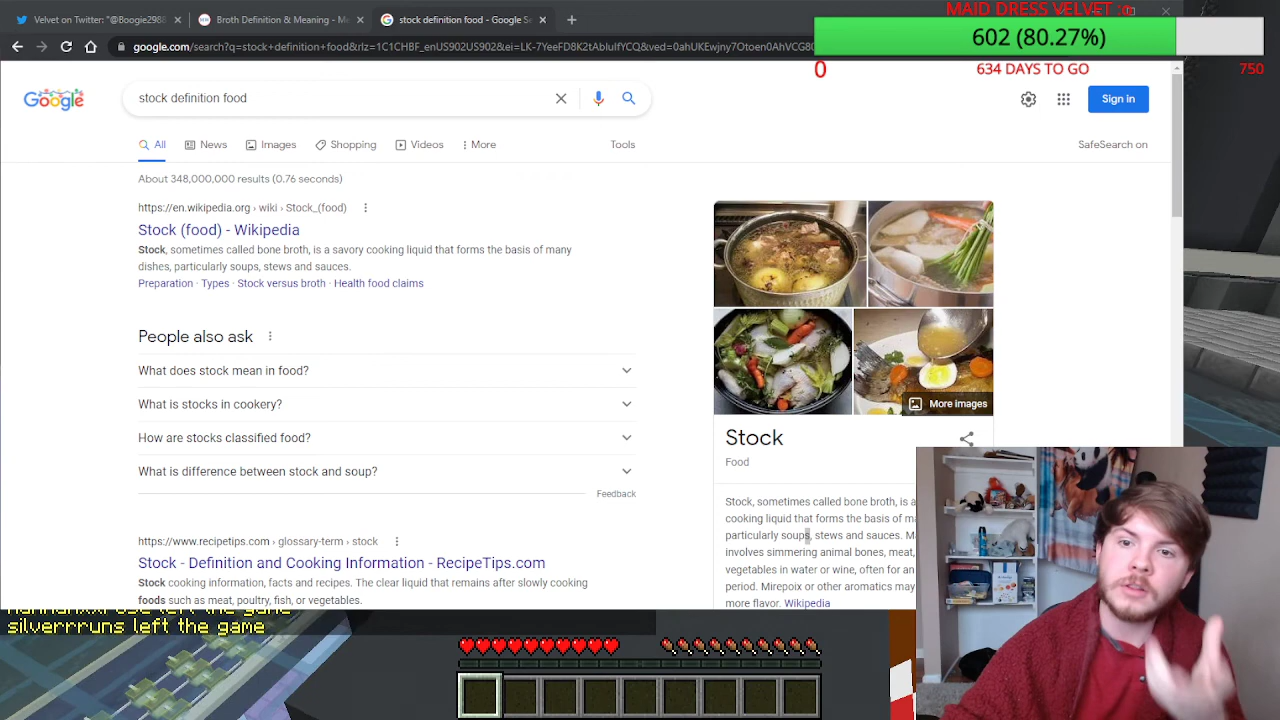 Velvet on Twitter: "@Boogie2988
Broth Definition & Meaning - Me
stock definition food - Google S
MAID DRESS VELVET :o
602 (80.27%)
0
634 DAYS TO GO
750
google.com/search?q=stock+definition+food&rlz=1C1CHBF_enUS902US902&ei=LK-7YeeFD8K2tAbIuIfYCQ&ved=0ahUKEwjny7Otoen0AhVCG80
Google
stock definition food
Sign in
All
News
Images
Shopping
Videos
More
Tools
SafeSearch on
About 348,000,000 results (0.76 seconds)
https://en.wikipedia.org › wiki › Stock_(food)
Stock (food) - Wikipedia
Stock, sometimes called bone broth, is a savory cooking liquid that forms the basis of many
dishes, particularly soups, stews and sauces.
Preparation · Types · Stock versus broth · Health food claims
People also ask
What does stock mean in food?
What is stocks in cookery?
How are stocks classified food?
What is difference between stock and soup?
Feedback
https://www.recipetips.com › glossary-term › stock
Stock - Definition and Cooking Information - RecipeTips.com
Stock cooking information, facts and recipes. The clear liquid that remains after slowly cooking
foods such as meat, poultry, fish, or vegetables.
More images
Stock
Food
Stock, sometimes called bone broth, is a
cooking liquid that forms the basis of ma
particularly soups, stews and sauces. M
involves simmering animal bones, meat,
vegetables in water or wine, often for an
period. Mirepoix or other aromatics may
more flavor. Wikipedia
left the game
silverrruns left the game